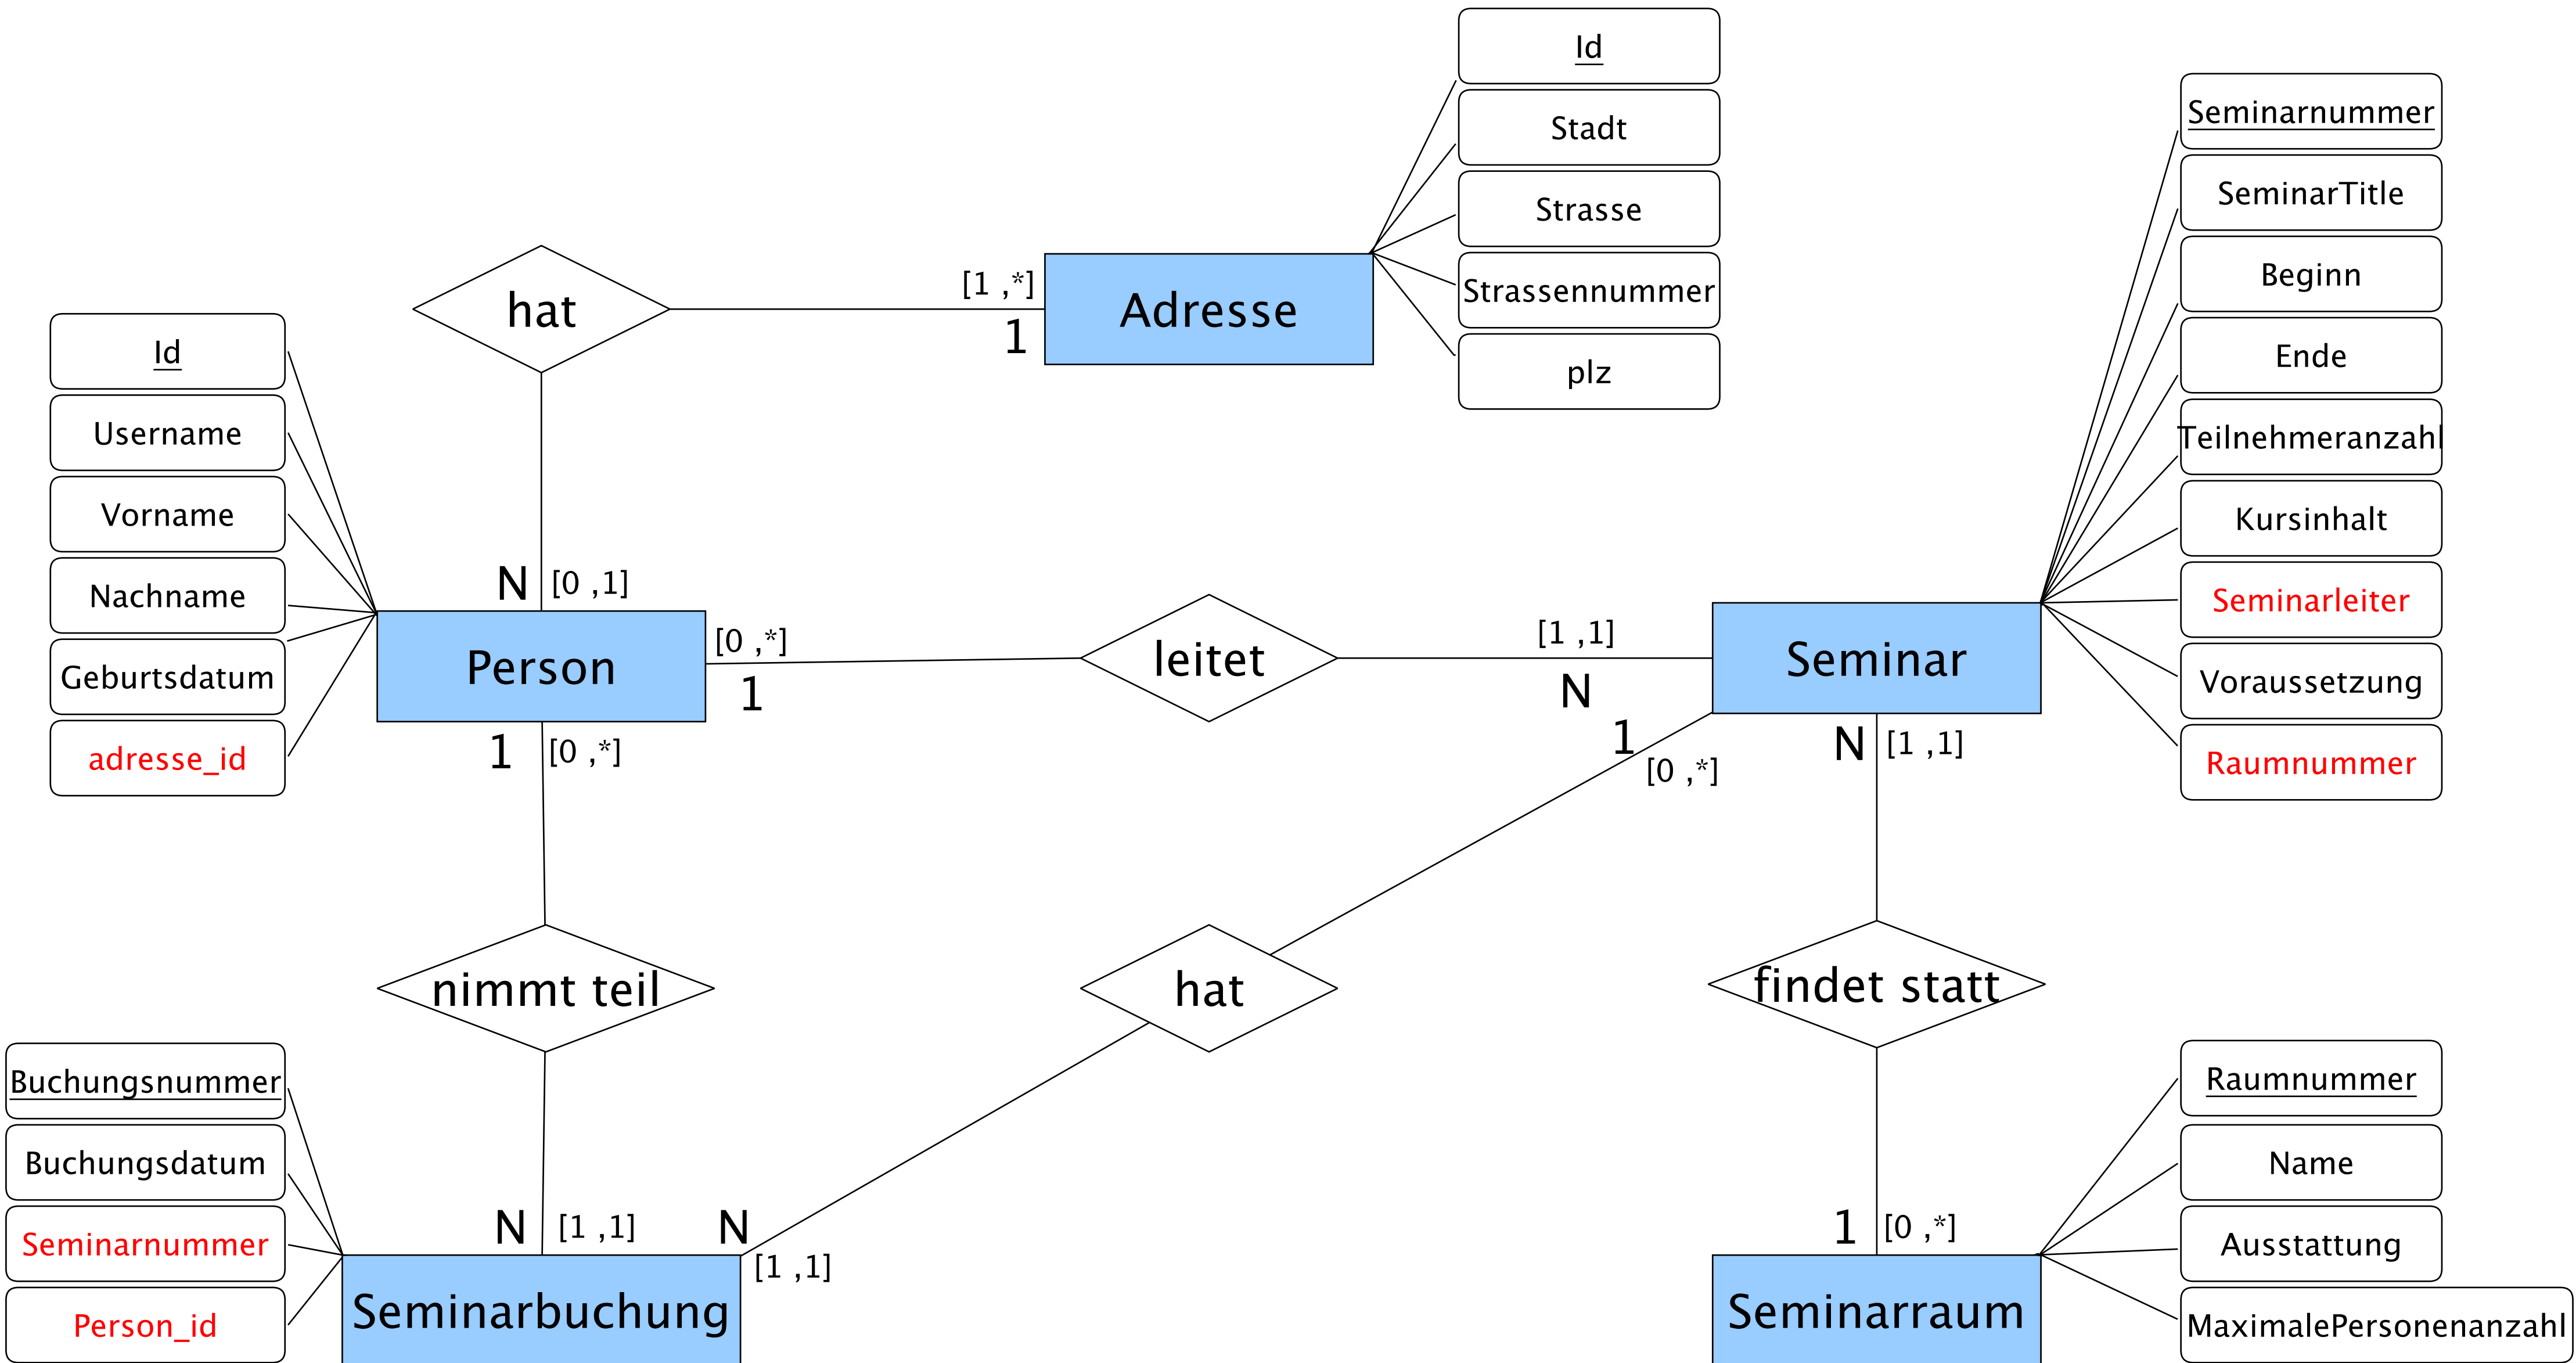 Id
Stadt
Strasse
Strassennummer
plz
Seminarnummer
SeminarTitle
Beginn
Ende
Teilnehmeranzahl
Kursinhalt
Seminarleiter
Voraussetzung
Raumnummer
hat
[1 ,*]
1
Adresse
Id
Username
Vorname
Nachname
Geburtsdatum
adresse_id
N [0 ,1]
Person
[0 ,*]
1
leitet
[1 ,1]
N
Seminar
1 [0 ,*]
1
[0 ,*]
N [1 ,1]
nimmt teil
hat
findet statt
Buchungsnummer
Buchungsdatum
Seminarnummer
Person_id
N [1 ,1]
N
[1 ,1]
Seminarbuchung
1 [0 ,*]
Seminarraum
Raumnummer
Name
Ausstattung
MaximalePersonenanzahl